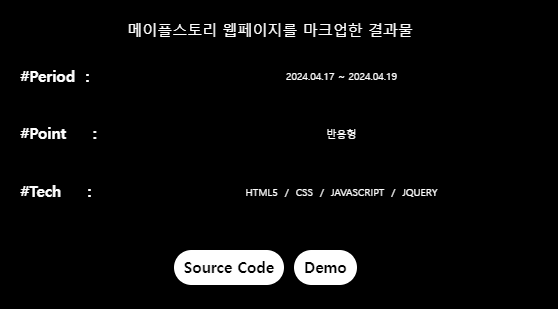 메이플스토리 웹페이지를 마크업한 결과물
#Period : 2024.04.17 ~ 2024.04.19
#Point : 반응형
#Tech : HTML5 / CSS / JAVASCRIPT / JQUERY
Source Code Demo